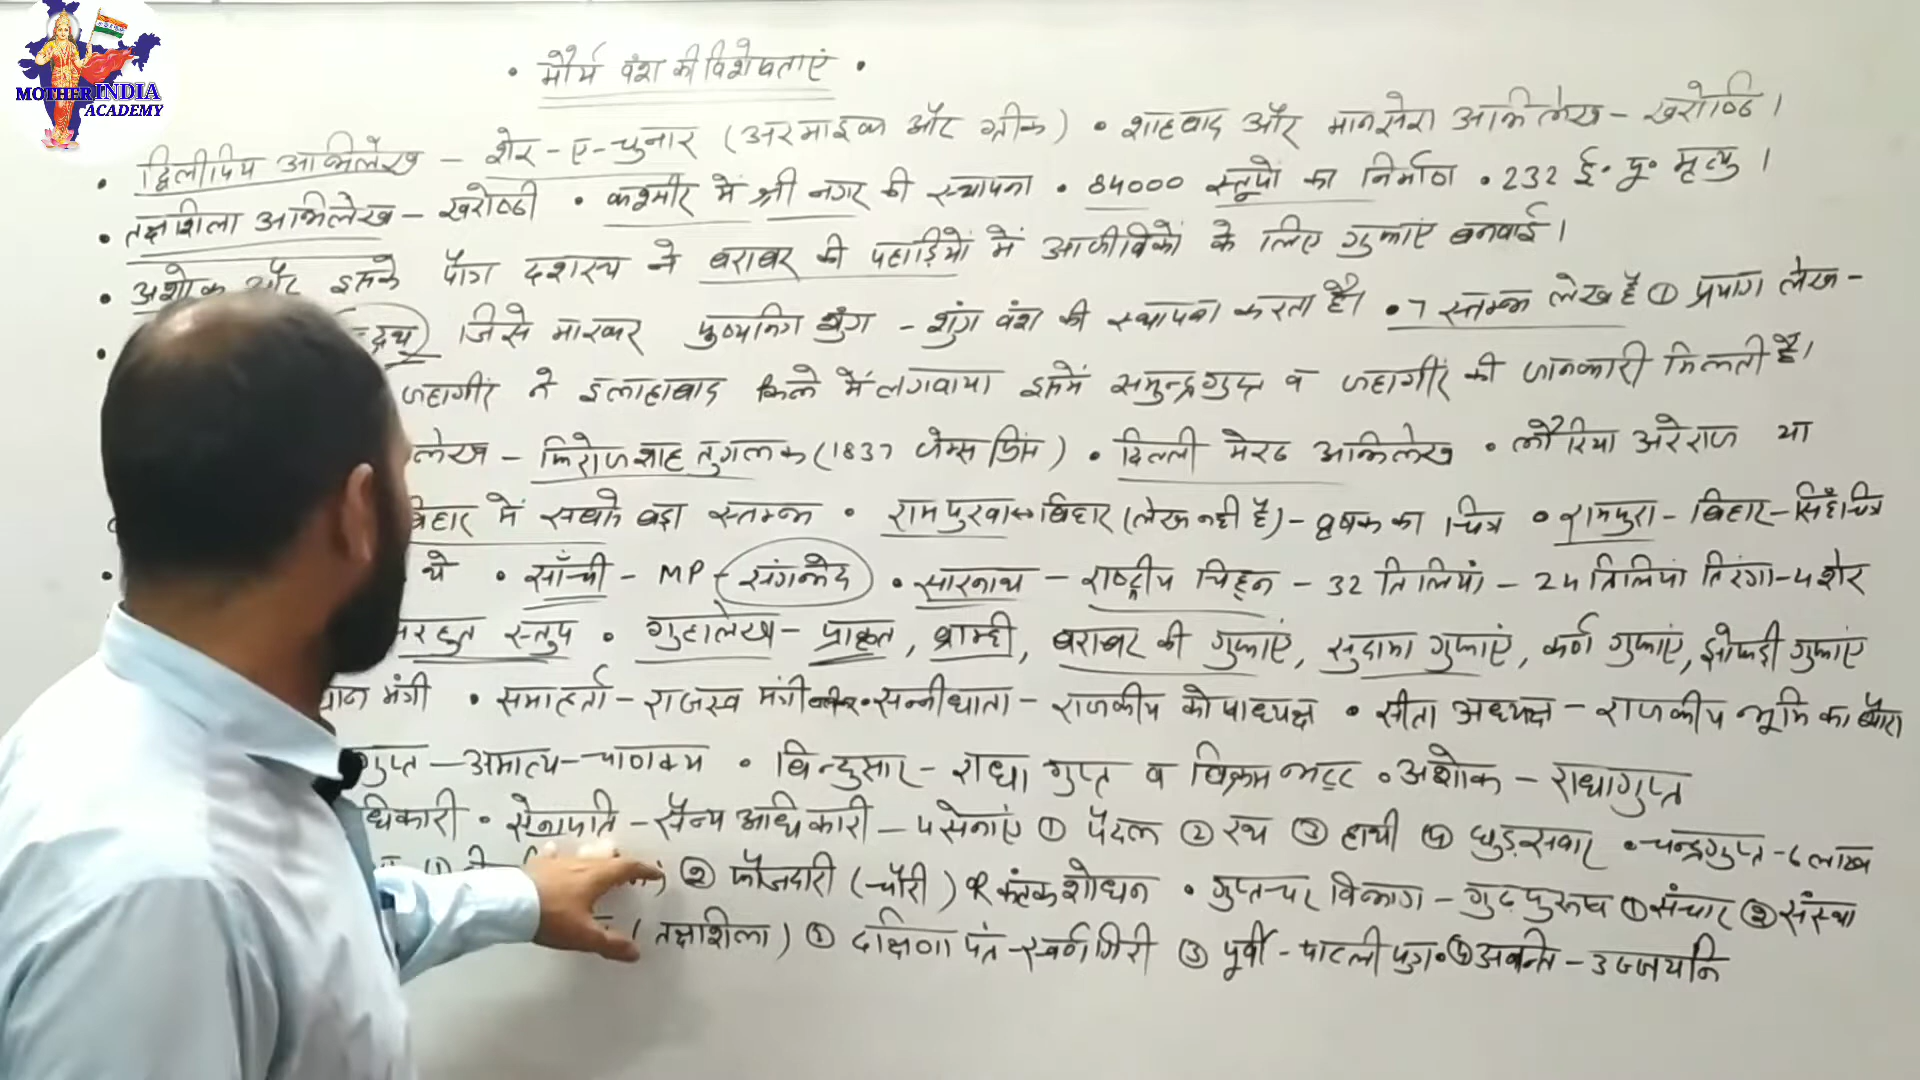 MOTHER INDIA
ACADEMY
• मौर्य वंश की विशेषताएं •
• द्विलीपिय अभिलेख – शेर-ए-चुनार (अरमाइक और ग्रीक) • शाहबाद और मानसेरा अभिलेख – खरोष्ठि।
• तक्षशिला अभिलेख – खरोष्ठी • कश्मीर में श्री नगर की स्थापना • 84000 स्तूपों का निर्माण • 232 ई. पू. मृत्यु।
• अशोक और इसके पौत्र दशरथ ने बराबर की पहाड़ियों में आजीविकों के लिए गुफाएं बनवाई।
• द्रथ जिसे मारकर पुष्यमित्र शुंग – शुंग वंश की स्थापना करता है। • 7 स्तम्भ लेख है ① प्रयाग लेख –
जहागीर ने इलाहाबाद किले में लगवाया इसमें समुन्द्रगुप्त व जहागीर की जानकारी मिलती है।
लेख – फिरोजशाह तुगलक (1837 जेम्स प्रिंस) • दिल्ली मेरठ अभिलेख • लौरिया अरेराज या
बिहार में सबसे बड़ा स्तम्भ • रामपुरवा बिहार (लेख नही है) – वृषभ का चित्र • रामपुरा – बिहार – सिंह चित्र
थे • साँची – MP – संघभेद • सारनाथ – राष्ट्रीय चिह्न – 32 तिलियां – 24 तिलियां तिरंगा – 4 शेर
भरहुत स्तुप • गुहालेख – प्राकृत, ब्राम्ही, बराबर की गुफाएं, सुदामा गुफाएं, कर्ण गुफाएं, झोपडी गुफाएं
मंत्री • समाहर्ता – राजस्व मंत्री • सन्नीधाता – राजकीय कोषाध्यक्ष • सीता अध्यक्ष – राजकीय भूमि का ब्यौरा
गुप्त – अमात्य – चाणक्य • बिन्दुसार – राधा गुप्त व विक्रम भट्ट • अशोक – राधागुप्त
धिकारी • सेनापति – सैन्य अधिकारी – 4 सेनाएं ① पैदल ② रथ ③ हाथी ④ घुड़सवार • चन्द्रगुप्त – 6 लाख
② फौजदारी (चौरी) कंटक शोधन • गुप्तचर विभाग – गुढ़ पुरुष ① संचार ② संस्था
(तक्षशिला) ② दक्षिणा पंत – स्वर्णगिरी ③ पूर्वी – पाटलीपुत्र • ④ अवन्ति – उज्जयनि